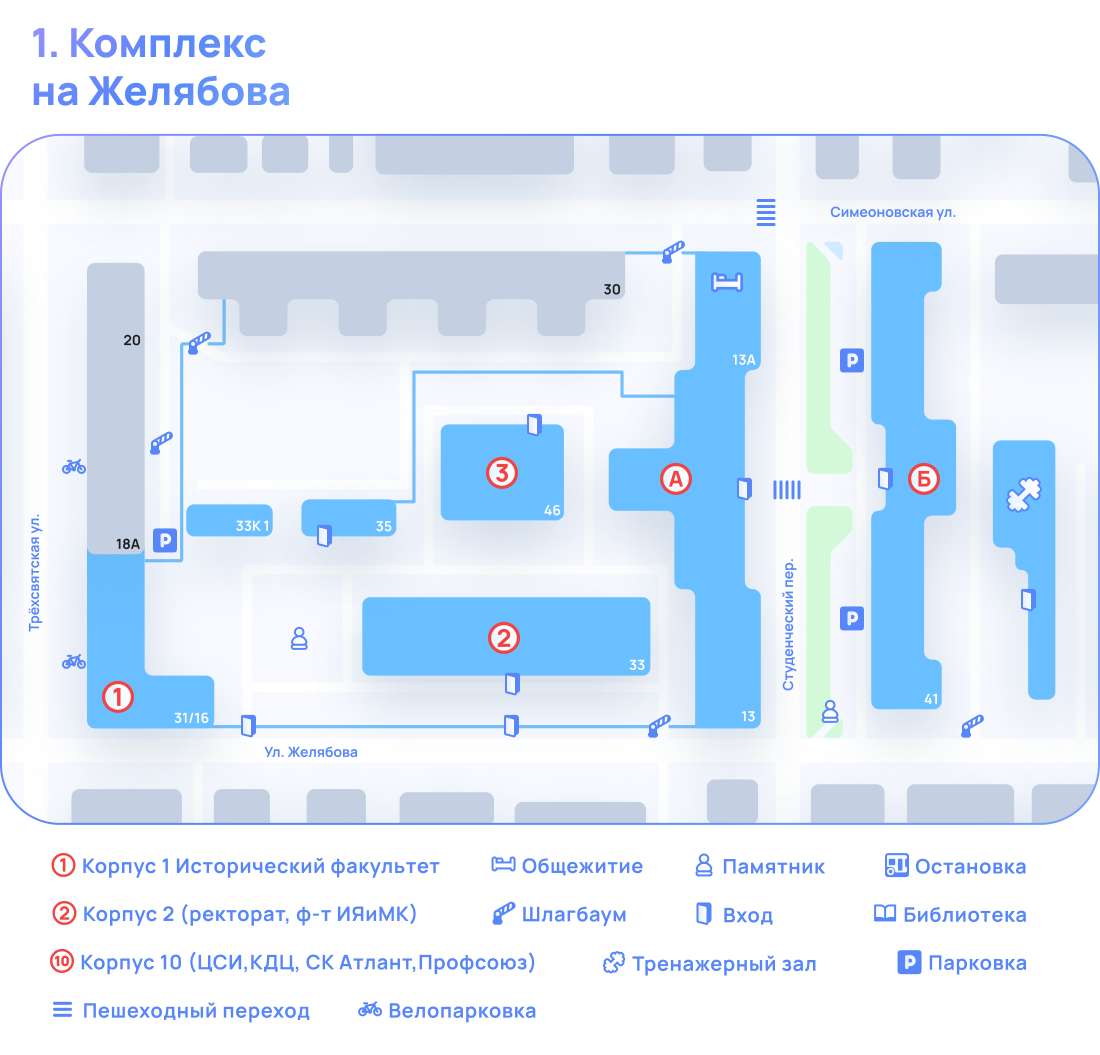 1. Комплекс
на Желябова
Симеоновская ул.
30
20
13А
3
А
Б
46
33К 1
35
18А
P
P
P
Трёхсвятская ул.
Студенческий пер.
2
33
1
31/16
13
41
Ул. Желябова
1 Корпус 1 Исторический факультет
Общежитие
Памятник
Остановка
2 Корпус 2 (ректорат, ф-т ИЯиМК)
Шлагбаум
Вход
Библиотека
10 Корпус 10 (ЦСИ,КДЦ, СК Атлант,Профсоюз)
Тренажерный зал
P Парковка
Пешеходный переход
Велопарковка